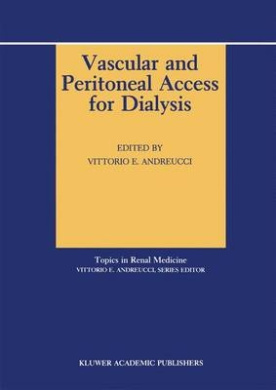 Vascular and
Peritoneal Access
for Dialysis
EDITED BY
VITTORIO E. ANDREUCCI
Topics in Renal Medicine
VITTORIO E. ANDREUCCI, SERIES EDITOR
KLUWER ACADEMIC PUBLISHERS